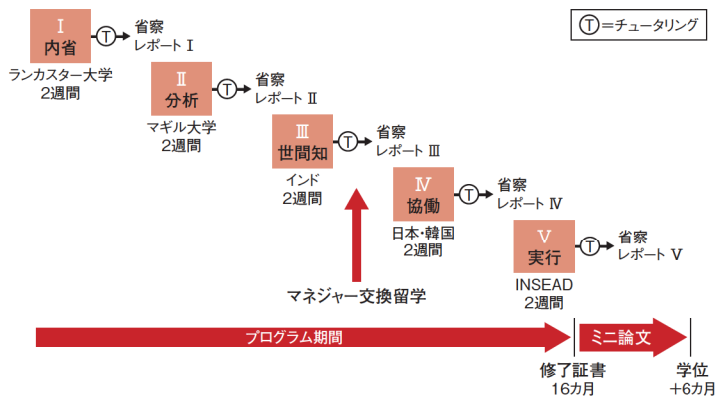 Ⓣ＝チュータリング
Ⅰ
内省
Ⓣ
省察
レポートⅠ
ランカスター大学
2週間
Ⅱ
分析
Ⓣ
省察
レポートⅡ
マギル大学
2週間
Ⅲ
世間知
Ⓣ
省察
レポートⅢ
インド
2週間
Ⅳ
協働
Ⓣ
省察
レポートⅣ
日本・韓国
2週間
Ⅴ
実行
Ⓣ
省察
レポートⅤ
INSEAD
2週間
マネジャー交換留学
プログラム期間
ミニ論文
修了証書
16カ月
学位
＋6カ月